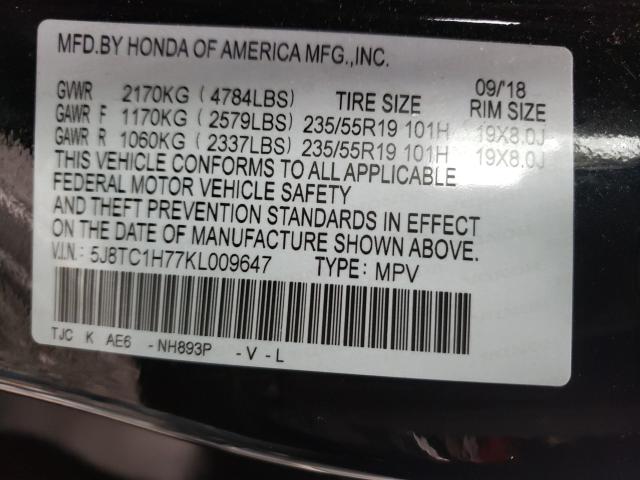 MFD.BY HONDA OF AMERICA MFG.,INC.
09/18
GVWR 2170KG (4784LBS) TIRE SIZE RIM SIZE
GAWR F 1170KG (2579LBS) 235/55R19 101H 19X8.0J
GAWR R 1060KG (2337LBS) 235/55R19 101H 19X8.0J
THIS VEHICLE CONFORMS TO ALL APPLICABLE
FEDERAL MOTOR VEHICLE SAFETY
AND THEFT PREVENTION STANDARDS IN EFFECT
ON THE DATE OF MANUFACTURE SHOWN ABOVE.
V.I.N.: 5J8TC1H77KL009647 TYPE: MPV
TJC K AE6 -NH893P -V-L